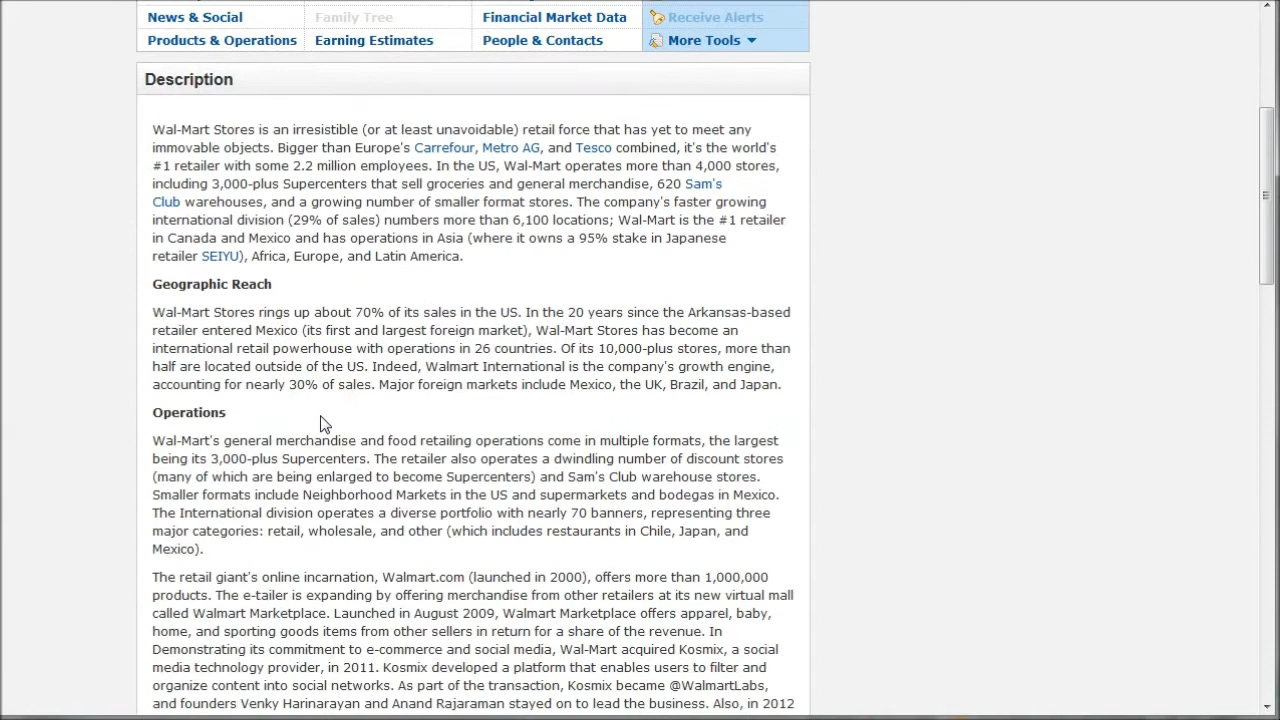 News & Social
Family Tree
Financial Market Data
Receive Alerts
Products & Operations
Earning Estimates
People & Contacts
More Tools
Description
Wal-Mart Stores is an irresistible (or at least unavoidable) retail force that has yet to meet any
immovable objects. Bigger than Europe's Carrefour, Metro AG, and Tesco combined, it's the world's
#1 retailer with some 2.2 million employees. In the US, Wal-Mart operates more than 4,000 stores,
including 3,000-plus Supercenters that sell groceries and general merchandise, 620 Sam's
Club warehouses, and a growing number of smaller format stores. The company's faster growing
international division (29% of sales) numbers more than 6,100 locations; Wal-Mart is the #1 retailer
in Canada and Mexico and has operations in Asia (where it owns a 95% stake in Japanese
retailer SEIYU), Africa, Europe, and Latin America.
Geographic Reach
Wal-Mart Stores rings up about 70% of its sales in the US. In the 20 years since the Arkansas-based
retailer entered Mexico (its first and largest foreign market), Wal-Mart Stores has become an
international retail powerhouse with operations in 26 countries. Of its 10,000-plus stores, more than
half are located outside of the US. Indeed, Walmart International is the company's growth engine,
accounting for nearly 30% of sales. Major foreign markets include Mexico, the UK, Brazil, and Japan.
Operations
Wal-Mart's general merchandise and food retailing operations come in multiple formats, the largest
being its 3,000-plus Supercenters. The retailer also operates a dwindling number of discount stores
(many of which are being enlarged to become Supercenters) and Sam's Club warehouse stores.
Smaller formats include Neighborhood Markets in the US and supermarkets and bodegas in Mexico.
The International division operates a diverse portfolio with nearly 70 banners, representing three
major categories: retail, wholesale, and other (which includes restaurants in Chile, Japan, and
Mexico).
The retail giant's online incarnation, Walmart.com (launched in 2000), offers more than 1,000,000
products. The e-tailer is expanding by offering merchandise from other retailers at its new virtual mall
called Walmart Marketplace. Launched in August 2009, Walmart Marketplace offers apparel, baby,
home, and sporting goods items from other sellers in return for a share of the revenue. In
Demonstrating its commitment to e-commerce and social media, Wal-Mart acquired Kosmix, a social
media technology provider, in 2011. Kosmix developed a platform that enables users to filter and
organize content into social networks. As part of the transaction, Kosmix became @WalmartLabs,
and founders Venky Harinarayan and Anand Rajaraman stayed on to lead the business. Also, in 2012